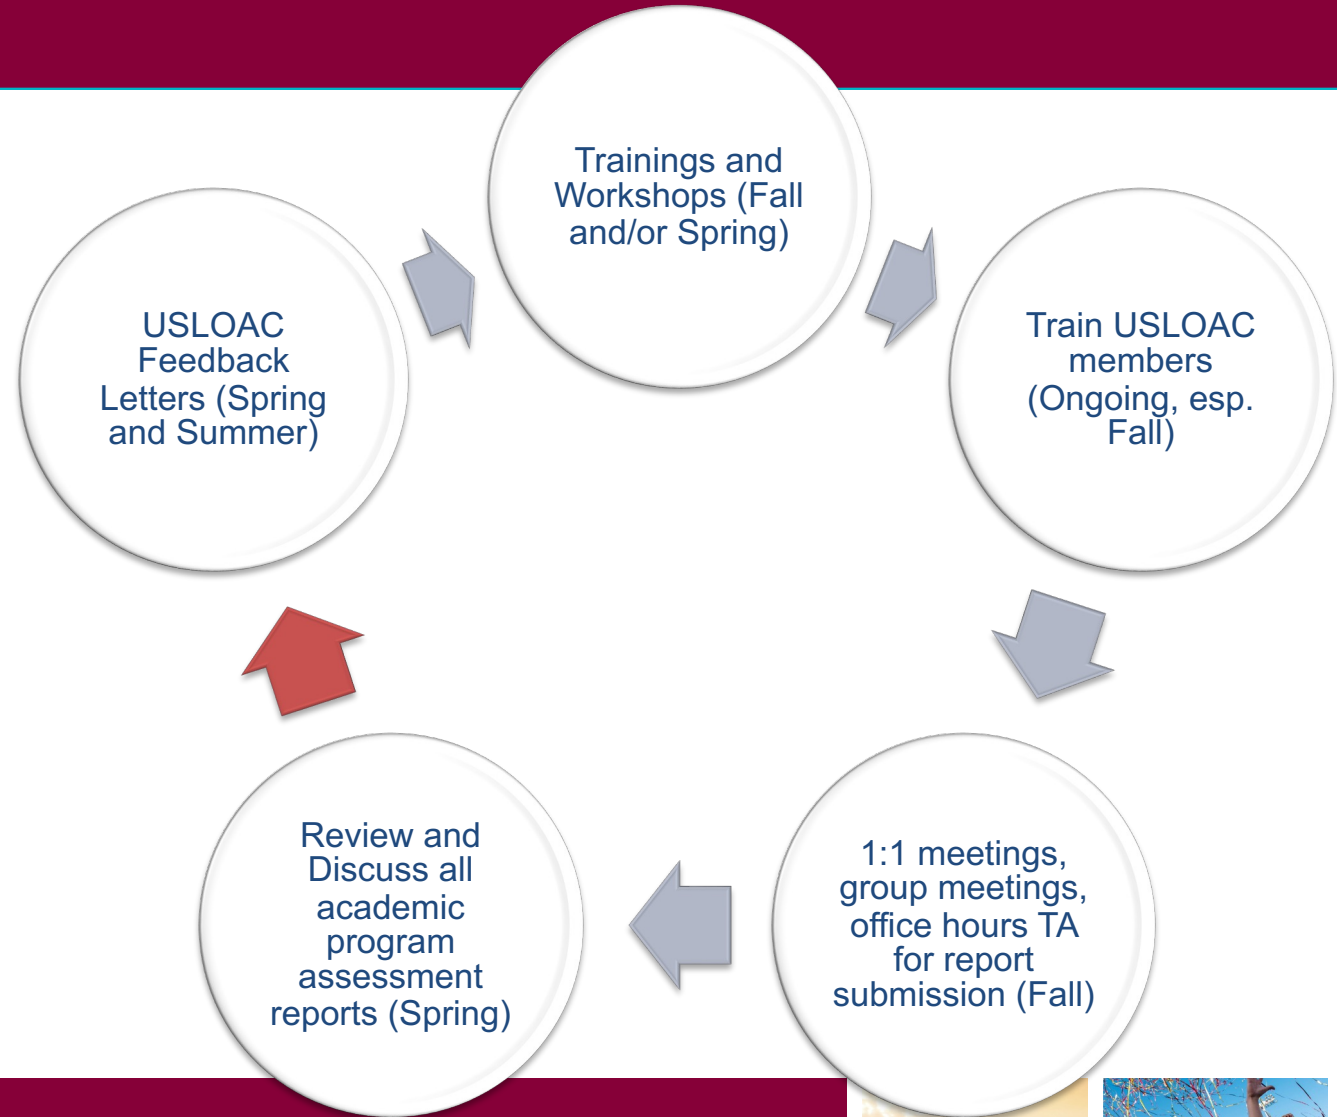 Trainings and
Workshops (Fall
and/or Spring)
Train USLOAC
members
(Ongoing, esp.
Fall)
1:1 meetings,
group meetings,
office hours TA
for report
submission (Fall)
Review and
Discuss all
academic
program
assessment
reports (Spring)
USLOAC
Feedback
Letters (Spring
and Summer)